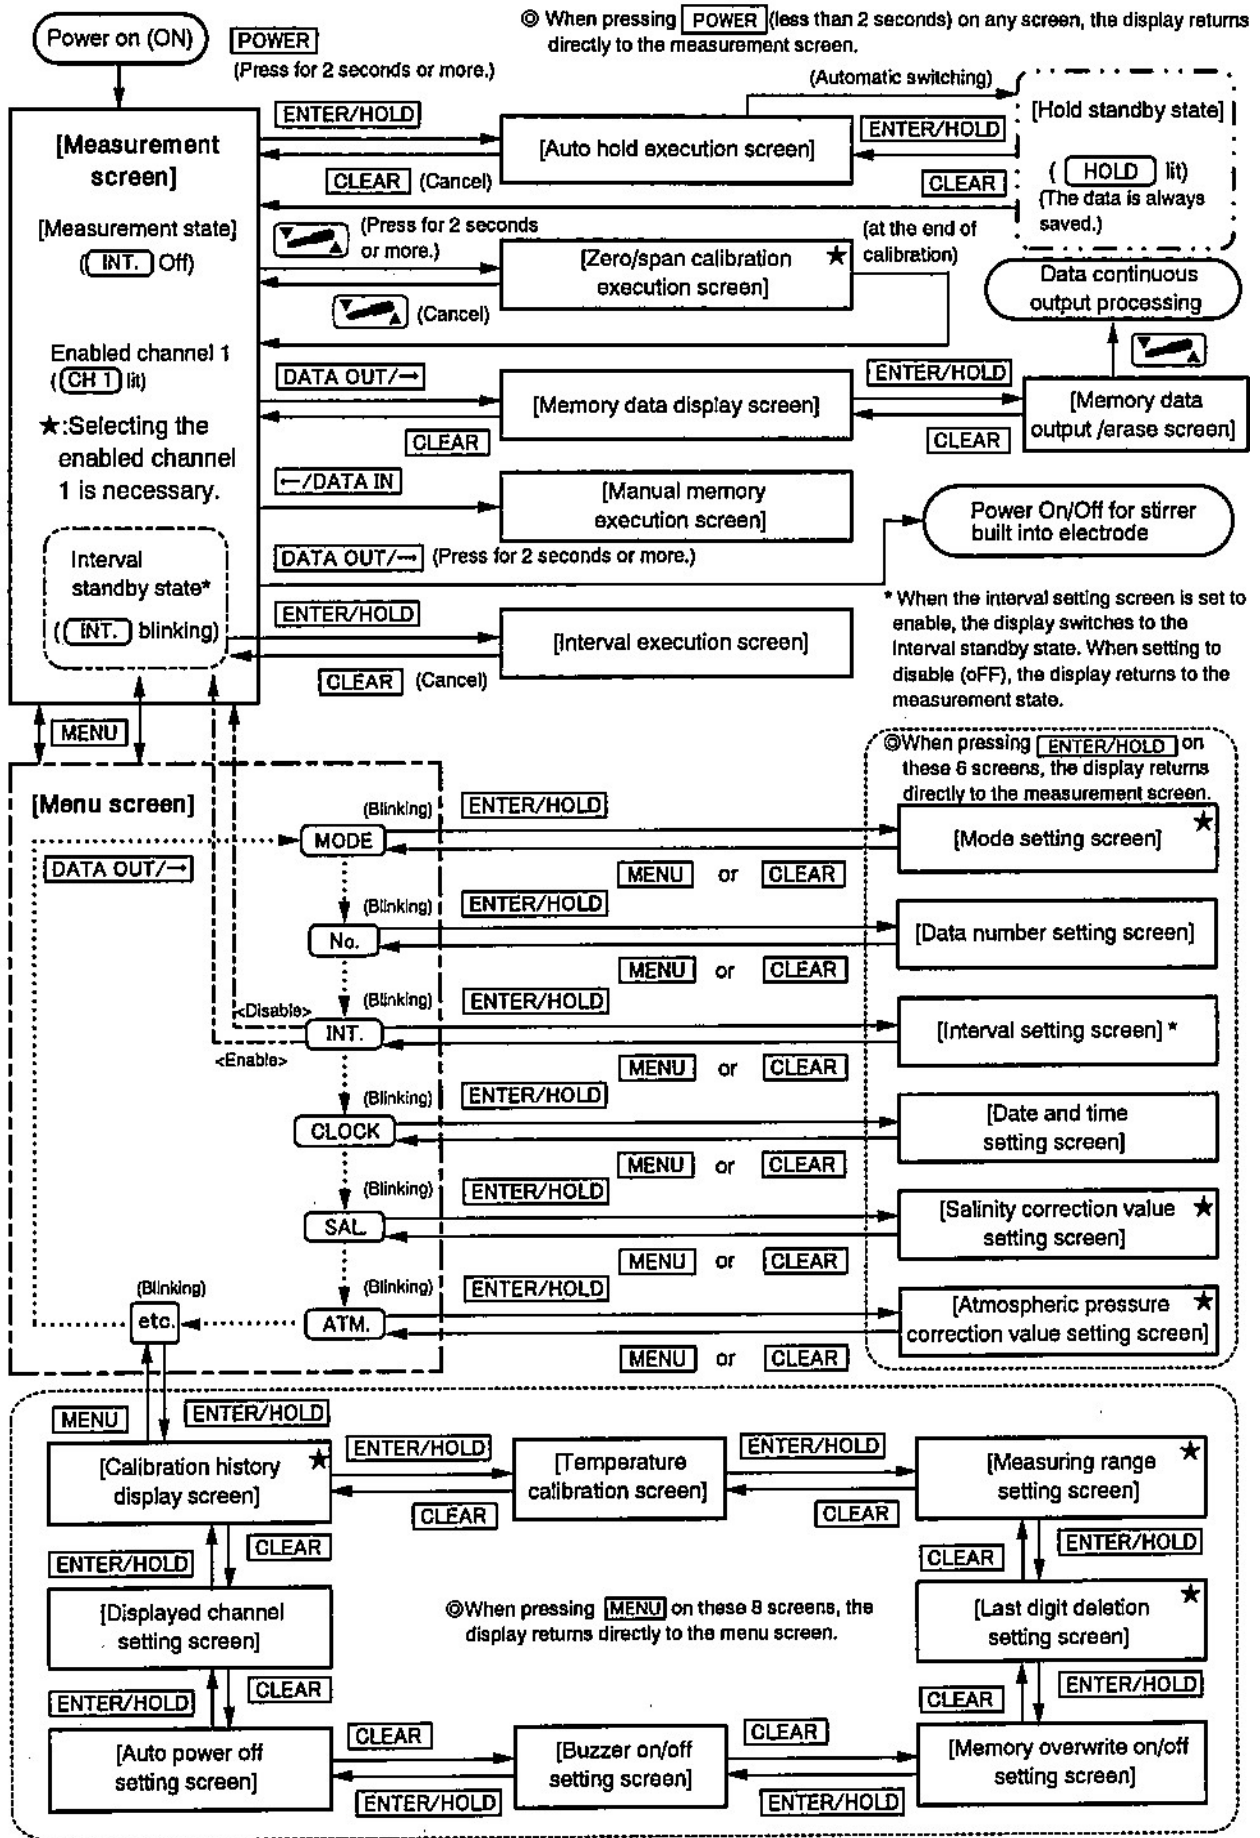 Power on (ON)
POWER
(Press for 2 seconds or more.)
◎ When pressing POWER (less than 2 seconds) on any screen, the display returns
directly to the measurement screen.
[Measurement
screen]
[Measurement state]
((INT.) Off)
Enabled channel 1
((CH 1) lit)
★:Selecting the
enabled channel
1 is necessary.
Interval
standby state*
((INT.) blinking)
ENTER/HOLD
[Auto hold execution screen]
CLEAR (Cancel)
(Automatic switching)
ENTER/HOLD
CLEAR
[Hold standby state]
( HOLD lit)
(The data is always
saved.)
(Press for 2 seconds
or more.)
[Zero/span calibration ★
execution screen]
(Cancel)
(at the end of
calibration)
Data continuous
output processing
DATA OUT/→
[Memory data display screen]
CLEAR
ENTER/HOLD
CLEAR
[Memory data
output /erase screen]
←/DATA IN
[Manual memory
execution screen]
DATA OUT/→ (Press for 2 seconds or more.)
Power On/Off for stirrer
built into electrode
ENTER/HOLD
[Interval execution screen]
CLEAR (Cancel)
* When the interval setting screen is set to
enable, the display switches to the
interval standby state. When setting to
disable (oFF), the display returns to the
measurement state.
MENU
[Menu screen]
DATA OUT/→
◎When pressing ENTER/HOLD on
these 6 screens, the display returns
directly to the measurement screen.
(Blinking)
MODE
ENTER/HOLD
MENU or CLEAR
[Mode setting screen] ★
(Blinking)
No.
ENTER/HOLD
MENU or CLEAR
[Data number setting screen]
(Blinking)
<Disable>
INT.
<Enable>
ENTER/HOLD
MENU or CLEAR
[Interval setting screen] *
(Blinking)
CLOCK
ENTER/HOLD
MENU or CLEAR
[Date and time
setting screen]
(Blinking)
SAL.
ENTER/HOLD
MENU or CLEAR
[Salinity correction value ★
setting screen]
(Blinking)
ATM.
ENTER/HOLD
MENU or CLEAR
[Atmospheric pressure ★
correction value setting screen]
(Blinking)
etc.
MENU
ENTER/HOLD
[Calibration history ★
display screen]
ENTER/HOLD
CLEAR
[Temperature
calibration screen]
ENTER/HOLD
CLEAR
[Measuring range ★
setting screen]
ENTER/HOLD
CLEAR
CLEAR
ENTER/HOLD
[Displayed channel
setting screen]
◎When pressing MENU on these 8 screens, the
display returns directly to the menu screen.
[Last digit deletion ★
setting screen]
ENTER/HOLD
CLEAR
CLEAR
ENTER/HOLD
[Auto power off
setting screen]
CLEAR
ENTER/HOLD
[Buzzer on/off
setting screen]
CLEAR
ENTER/HOLD
[Memory overwrite on/off
setting screen]